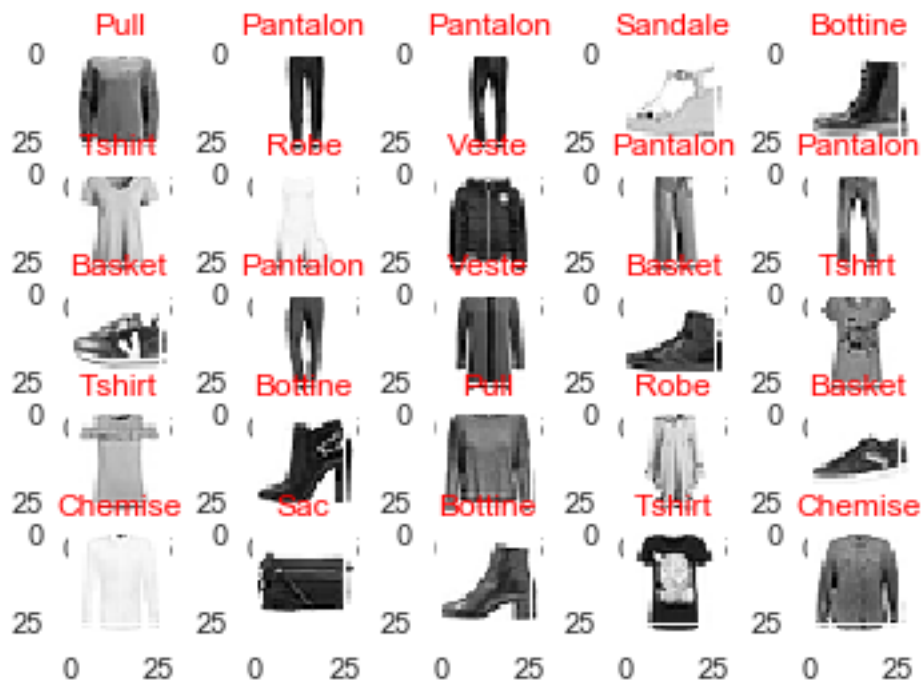 Pull Pantalon Pantalon Sandale Bottine
0 0 0 0 0
25 25 25 25 25
Tshirt Robe Veste Pantalon Pantalon
0 0 0 0 0
25 25 25 25 25
Basket Pantalon Veste Basket Tshirt
0 0 0 0 0
25 25 25 25 25
Tshirt Bottine Pull Robe Basket
0 0 0 0 0
25 25 25 25 25
Chemise Sac Bottine Tshirt Chemise
0 0 0 0 0
25 25 25 25 25
0 25 0 25 0 25 0 25 0 25